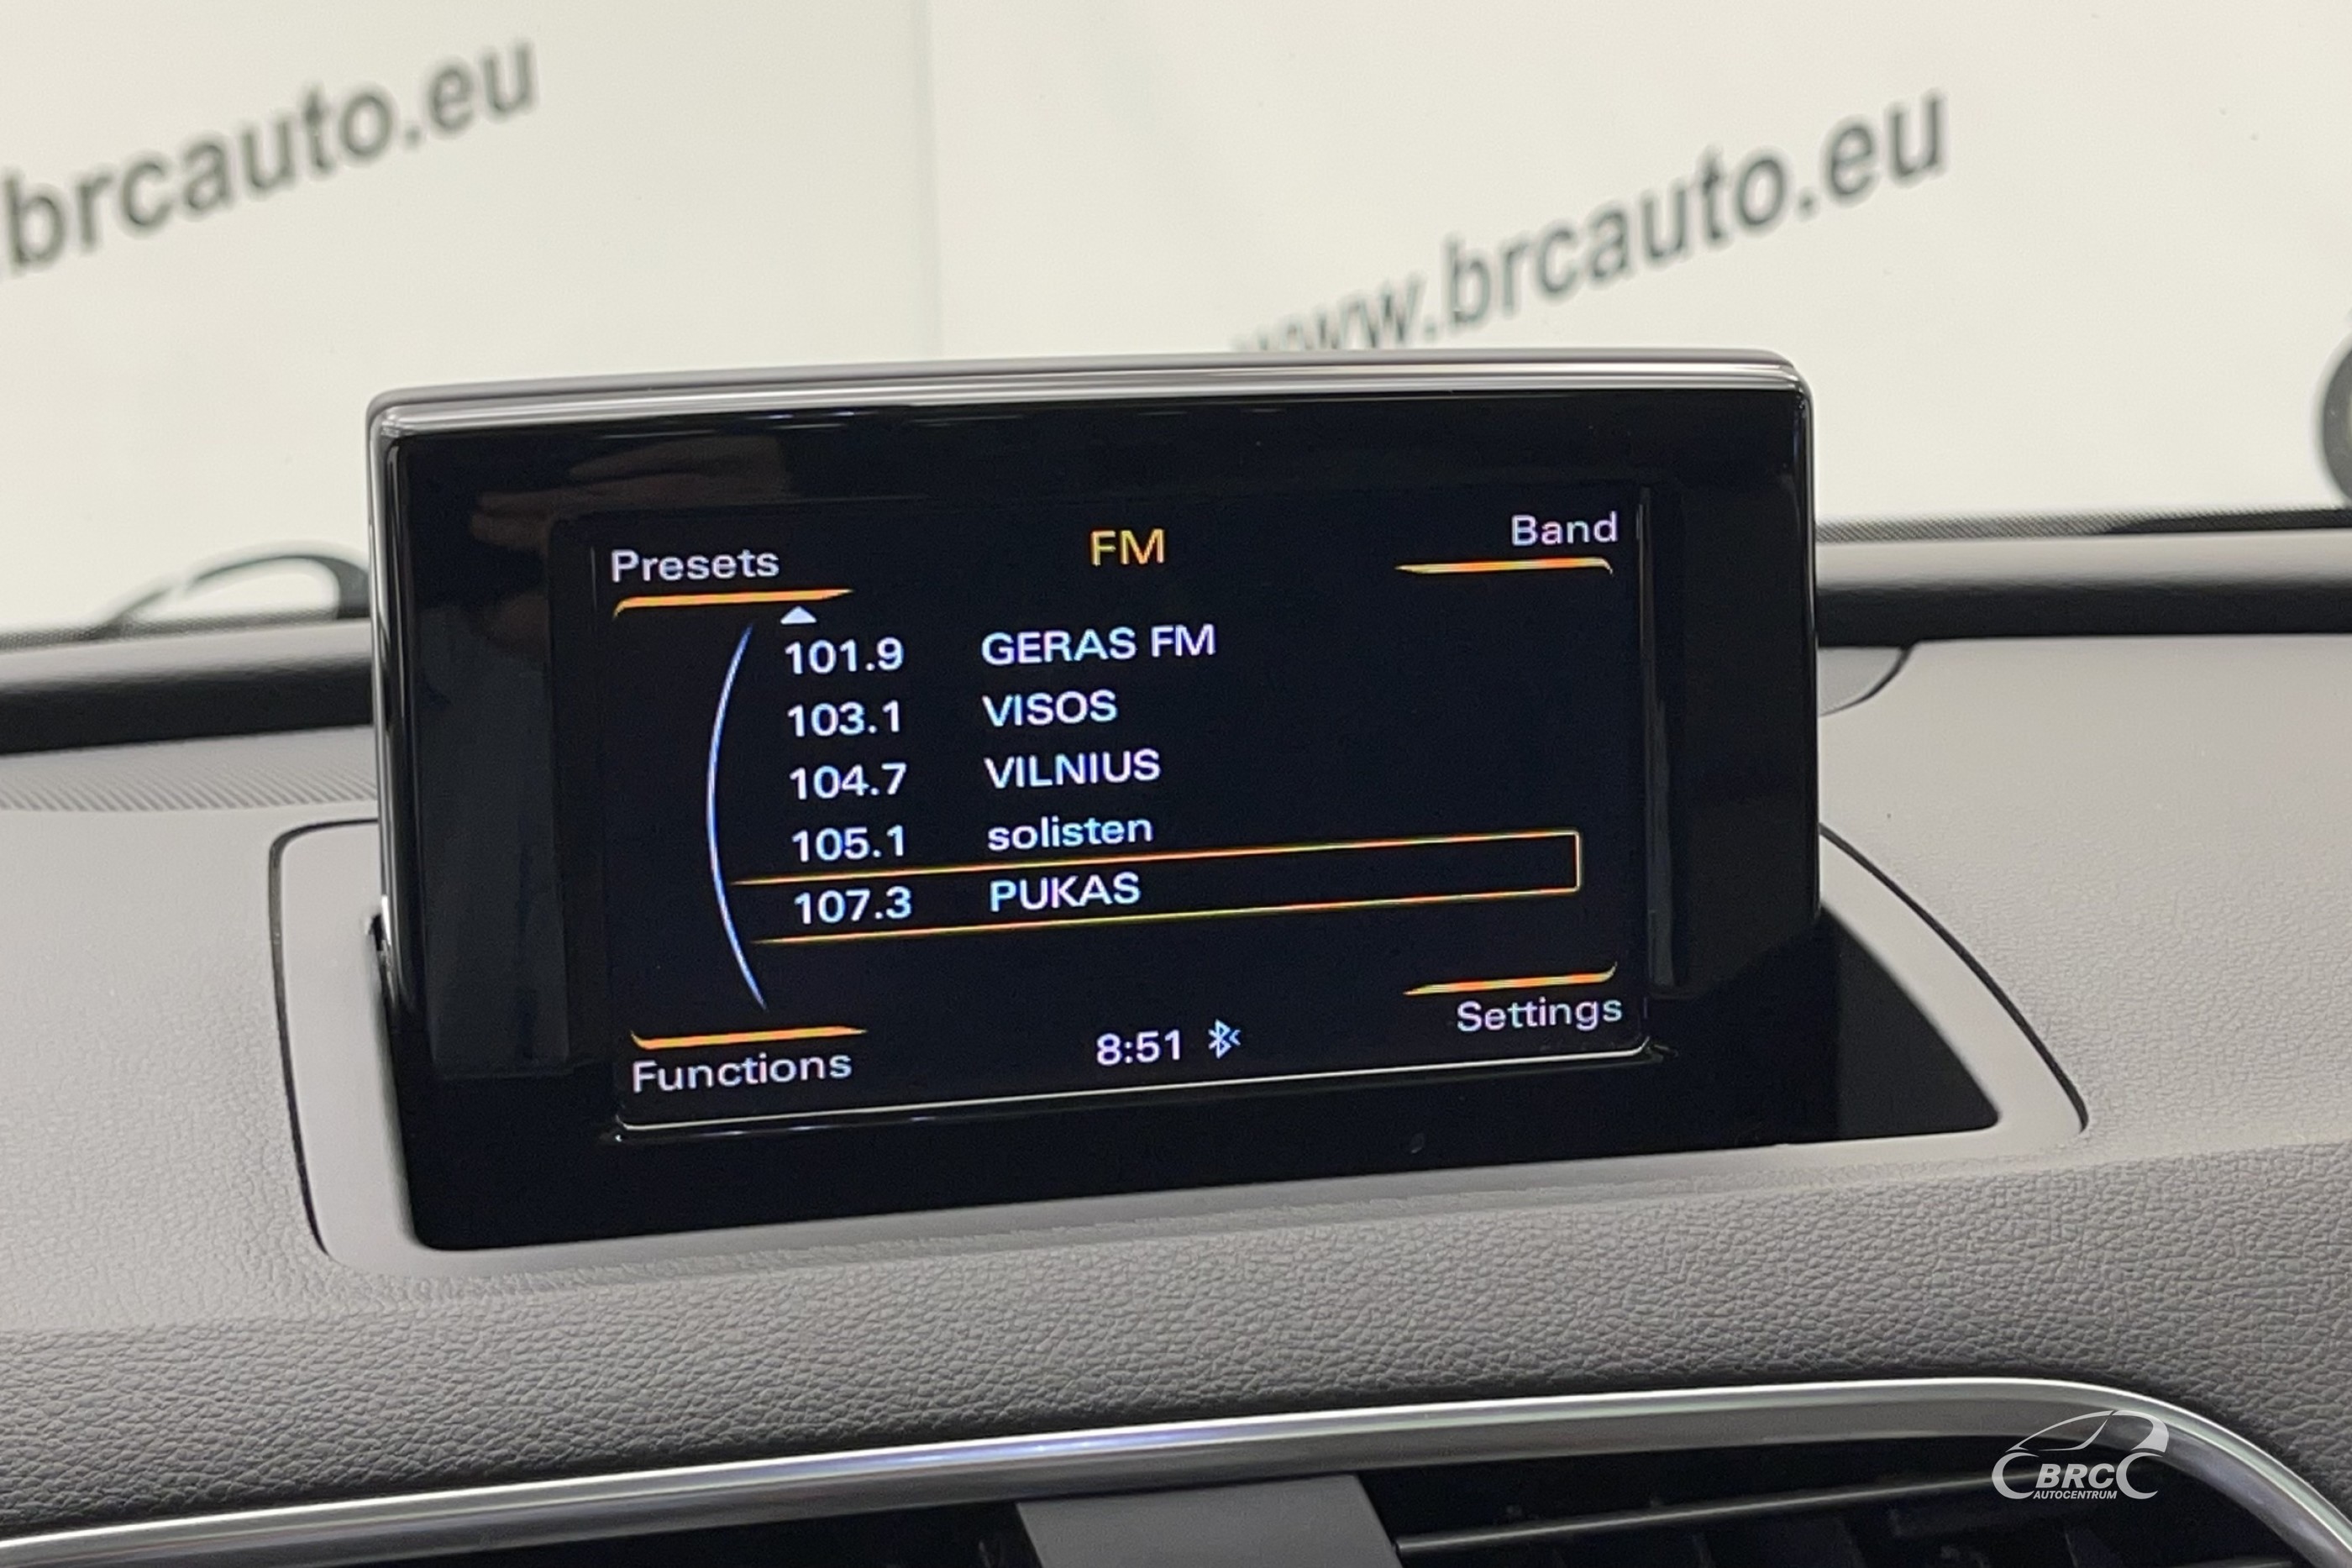 brcauto.eu
www.brcauto.eu
Presets
FM
Band
101.9 GERAS FM
103.1 VISOS
104.7 VILNIUS
105.1 solisten
107.3 PUKAS
Settings
8:51
Functions
BRC
AUTOCENTRUM